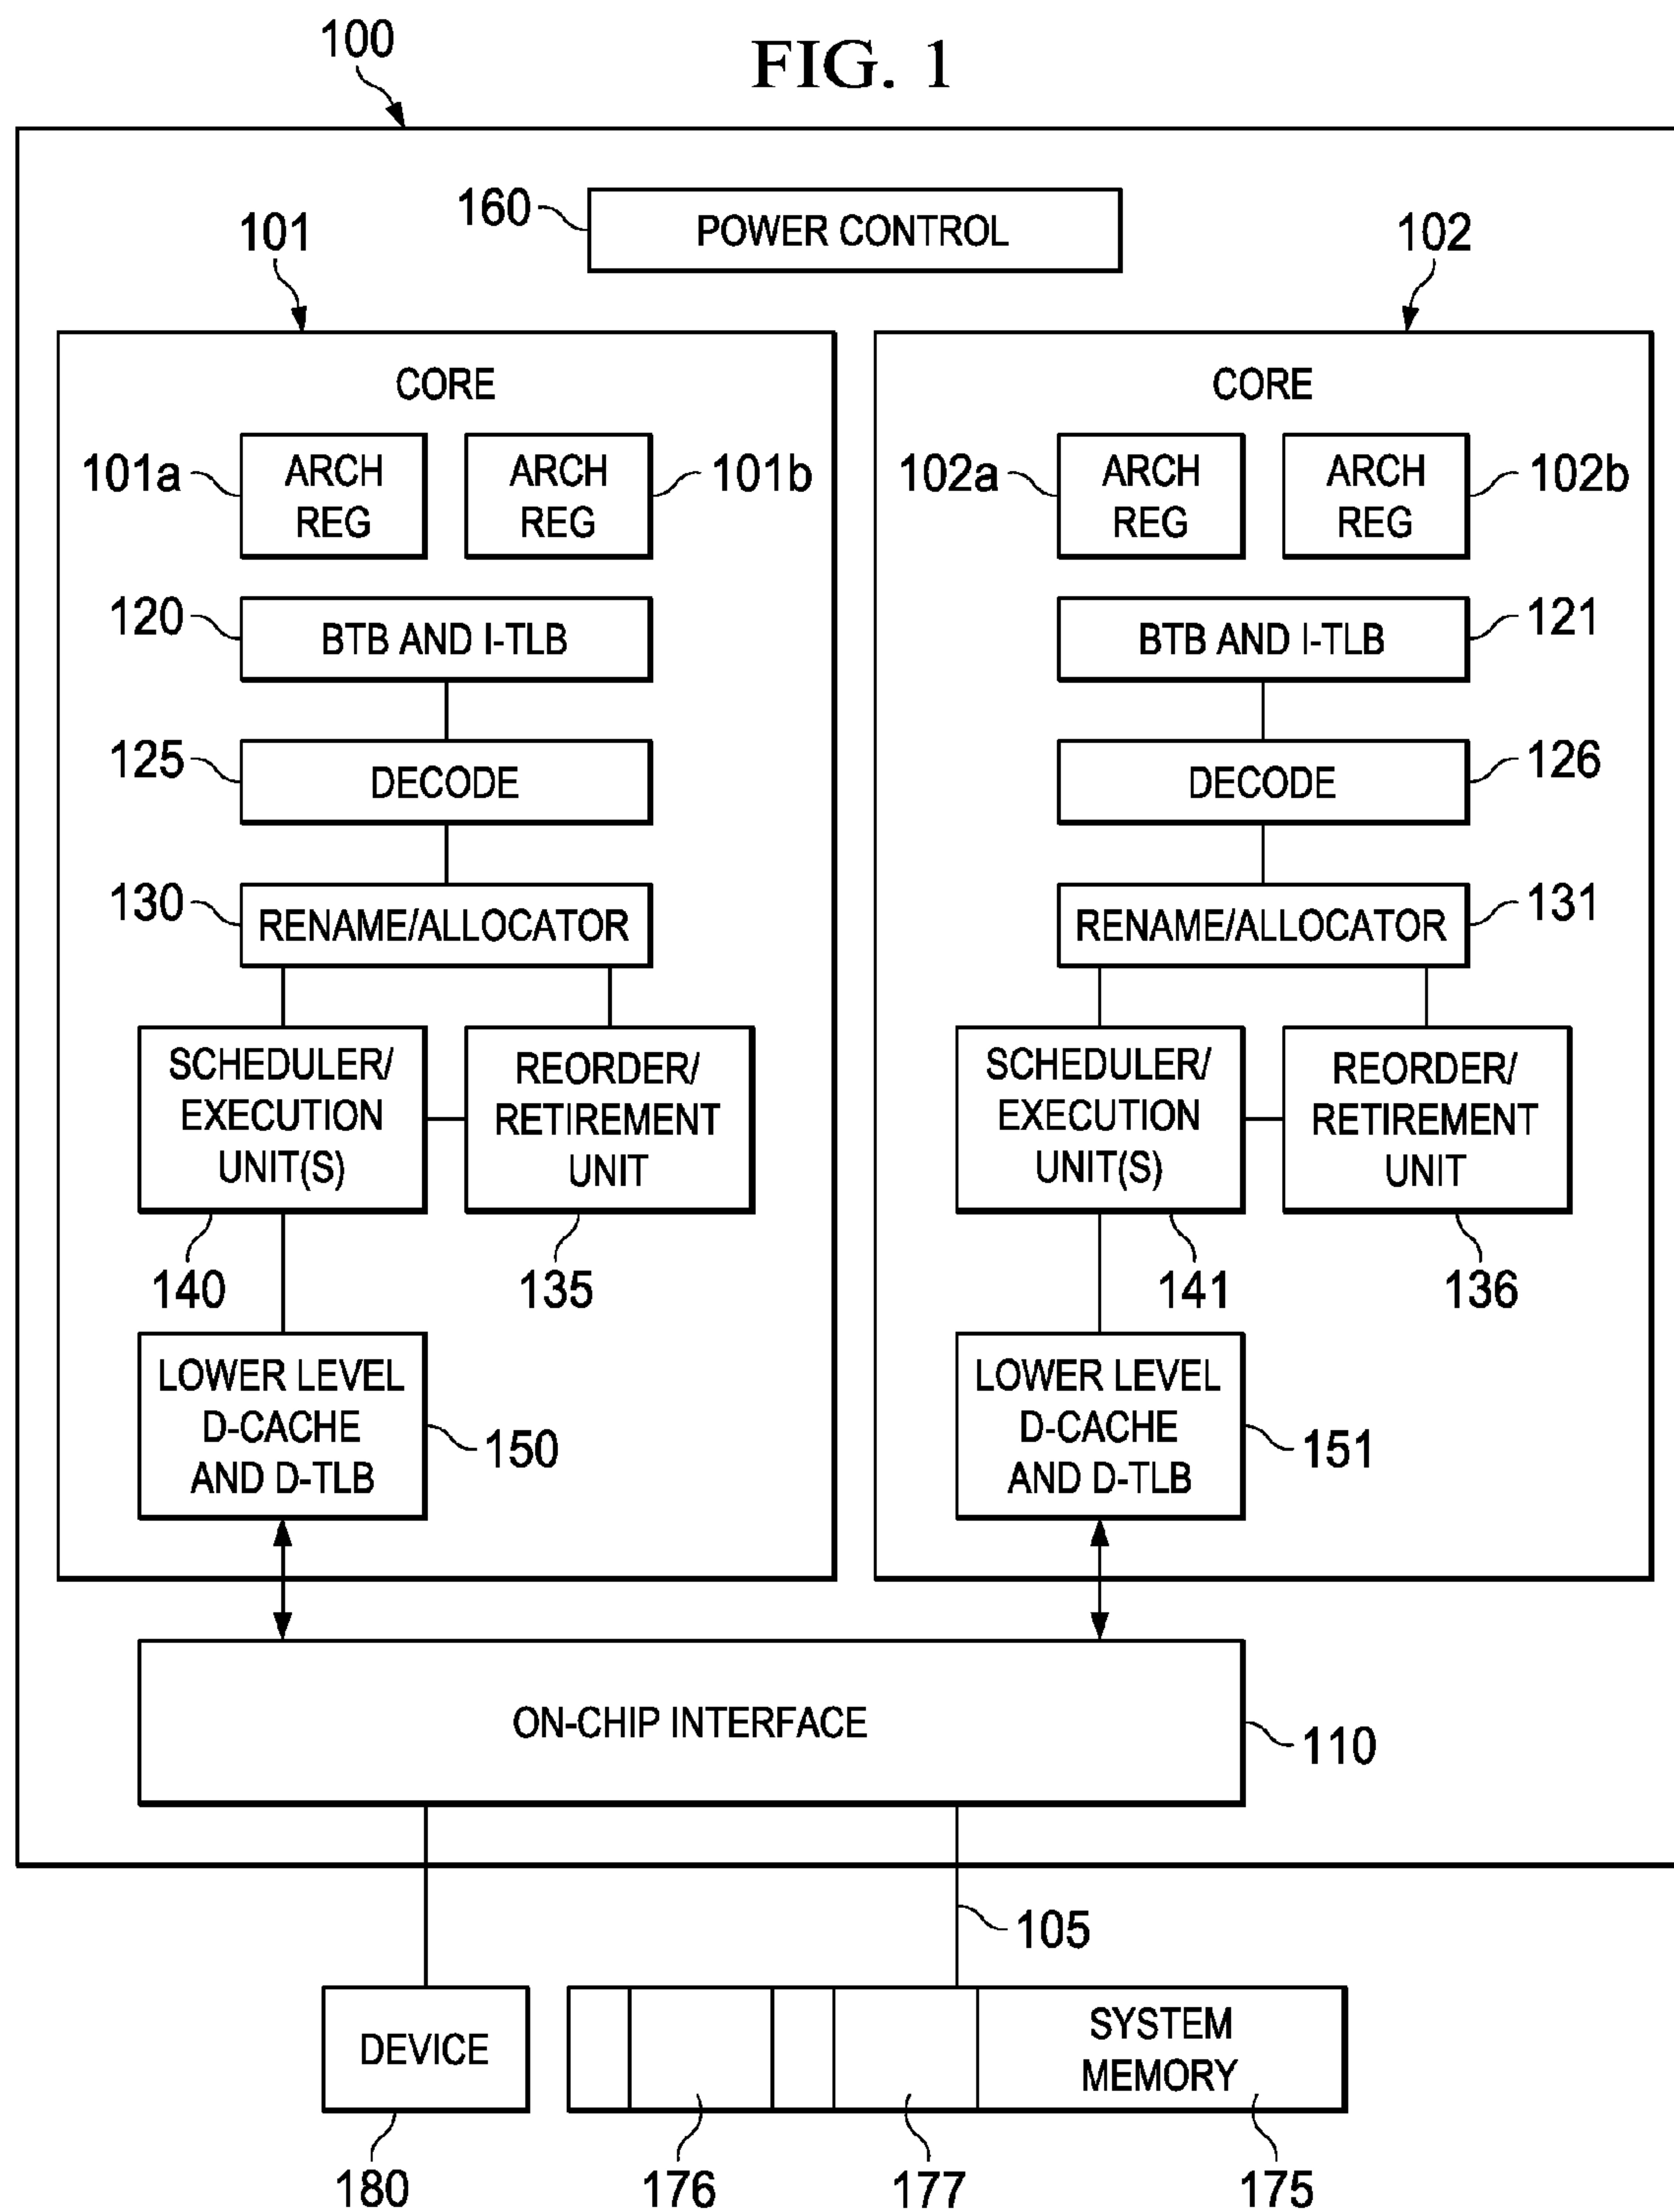 FIG. 1
100
160
POWER CONTROL
101
102
CORE
101a
ARCH
REG
ARCH
REG
101b
120
BTB AND I-TLB
125
DECODE
130
RENAME/ALLOCATOR
SCHEDULER/
EXECUTION
UNIT(S)
REORDER/
RETIREMENT
UNIT
140
135
LOWER LEVEL
D-CACHE
AND D-TLB
150
CORE
102a
ARCH
REG
ARCH
REG
102b
BTB AND I-TLB
121
DECODE
126
RENAME/ALLOCATOR
131
SCHEDULER/
EXECUTION
UNIT(S)
REORDER/
RETIREMENT
UNIT
141
136
LOWER LEVEL
D-CACHE
AND D-TLB
151
ON-CHIP INTERFACE
110
105
DEVICE
SYSTEM
MEMORY
180
176
177
175